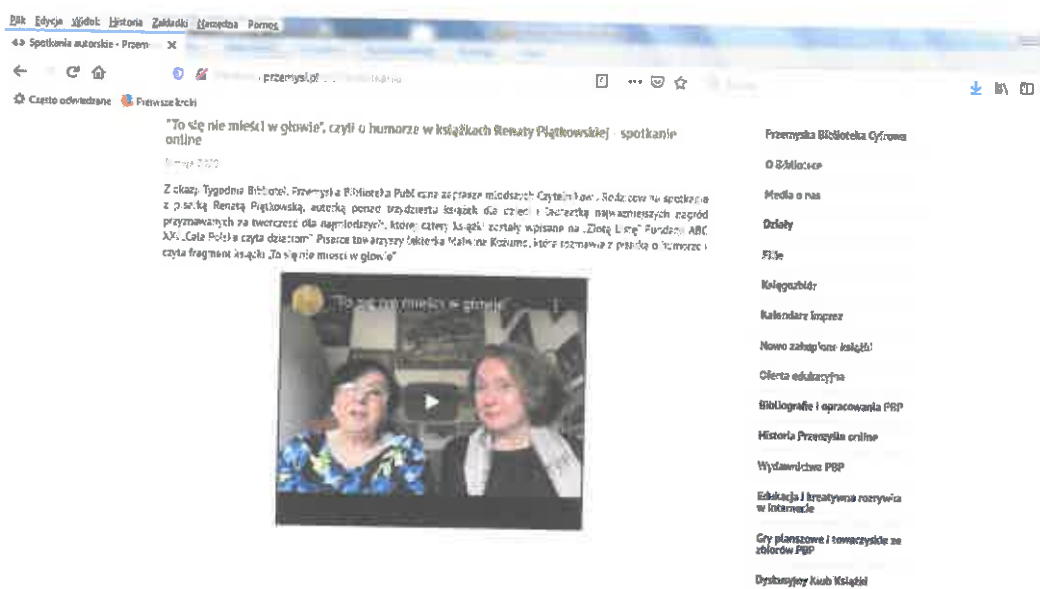 Plik Edycja Widok Historia Zakładki Narzędzia Pomoc
Spotkania autorskie - Przem
przemysl.pl
Często odwiedzane Pierwsze kroki
"To się nie mieści w głowie", czyli o humorze w książkach Renaty Piątkowskiej - spotkanie
online
maja 2020
Z okazji Tygodnia Bibliotek Przemyska Biblioteka Publiczna zaprasza młodszych Czytelników i Rodziców na spotkanie
z pisarką Renatą Piątkowską, autorką ponad trzydziestu książek dla dzieci i laureatką najważniejszych nagród
przyznawanych za twórczość dla najmłodszych, której cztery książki zostały wpisane na „Złotą Listę" Fundacji ABC
XXI „Cała Polska czyta dzieciom" Pisarce towarzyszy lektorka Malwina Kożurno, która rozmawia z pisarką o humorze i
czyta fragment książki „To się nie mieści w głowie"
"To się nie mieści w głowie"
Przemyska Biblioteka Cyfrowa
O Bibliotece
Media o nas
Działy
Filie
Księgozbiór
Kalendarz imprez
Nowo zakupione książki
Oferta edukacyjna
Bibliografie i opracowania PBP
Historia Przemyśla online
Wydawnictwa PBP
Edukacja i kreatywna rozrywka
w Internecie
Gry planszowe i towarzyskie ze
zbiorów PBP
Dyskusyjny Klub Książki